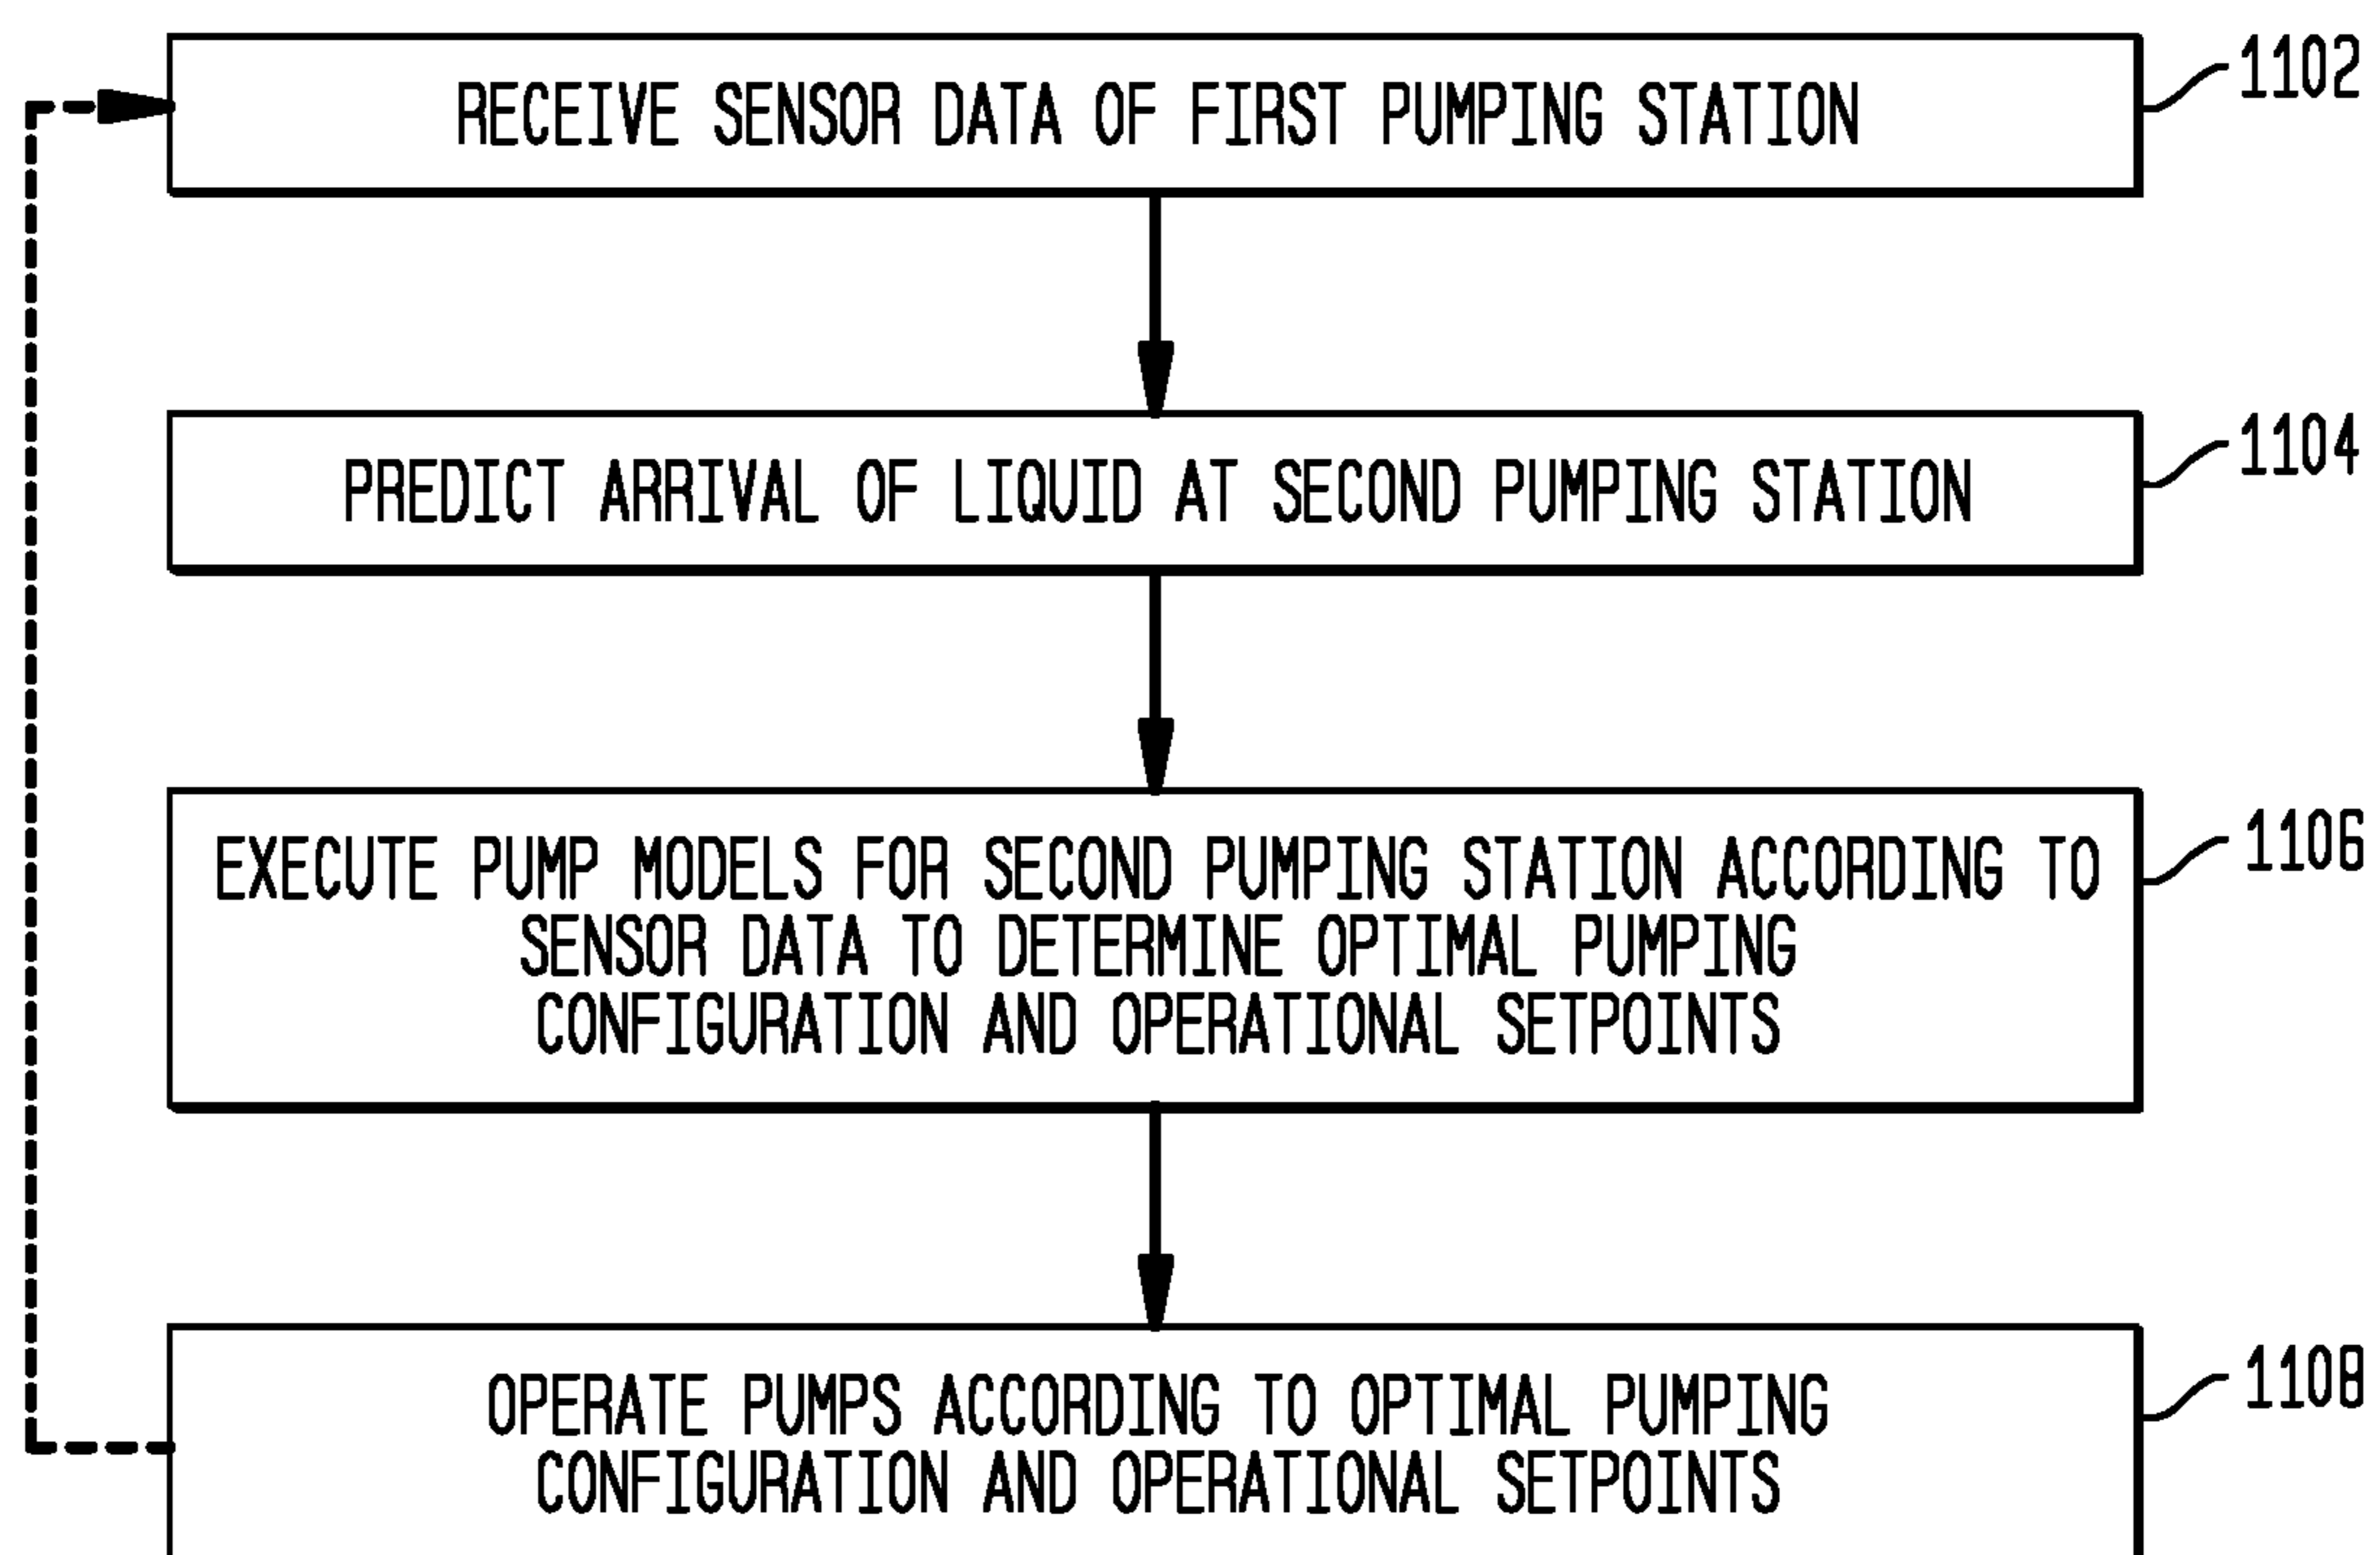 RECEIVE SENSOR DATA OF FIRST PUMPING STATION
1102
PREDICT ARRIVAL OF LIQUID AT SECOND PUMPING STATION
1104
EXECUTE PUMP MODELS FOR SECOND PUMPING STATION ACCORDING TO
SENSOR DATA TO DETERMINE OPTIMAL PUMPING
CONFIGURATION AND OPERATIONAL SETPOINTS
1106
OPERATE PUMPS ACCORDING TO OPTIMAL PUMPING
CONFIGURATION AND OPERATIONAL SETPOINTS
1108